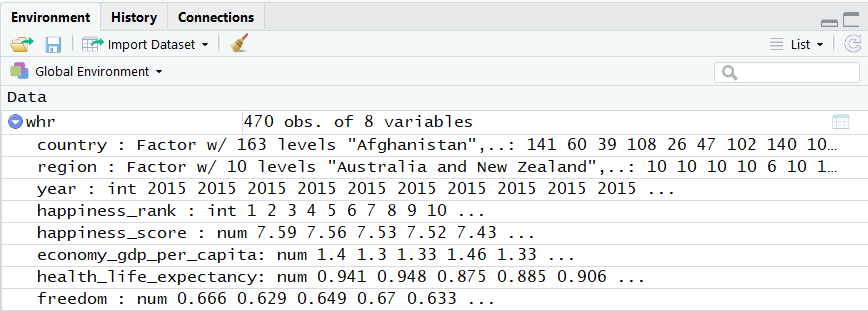 Environment History Connections
Import Dataset List
Global Environment
Data
whr 470 obs. of 8 variables
country : Factor w/ 163 levels "Afghanistan",..: 141 60 39 108 26 47 102 140 10…
region : Factor w/ 10 levels "Australia and New Zealand",..: 10 10 10 10 6 10 1…
year : int 2015 2015 2015 2015 2015 2015 2015 2015 2015 2015 ...
happiness_rank : int 1 2 3 4 5 6 7 8 9 10 ...
happiness_score : num 7.59 7.56 7.53 7.52 7.43 ...
economy_gdp_per_capita: num 1.4 1.3 1.33 1.46 1.33 ...
health_life_expectancy: num 0.941 0.948 0.875 0.885 0.906 ...
freedom : num 0.666 0.629 0.649 0.67 0.633 ...